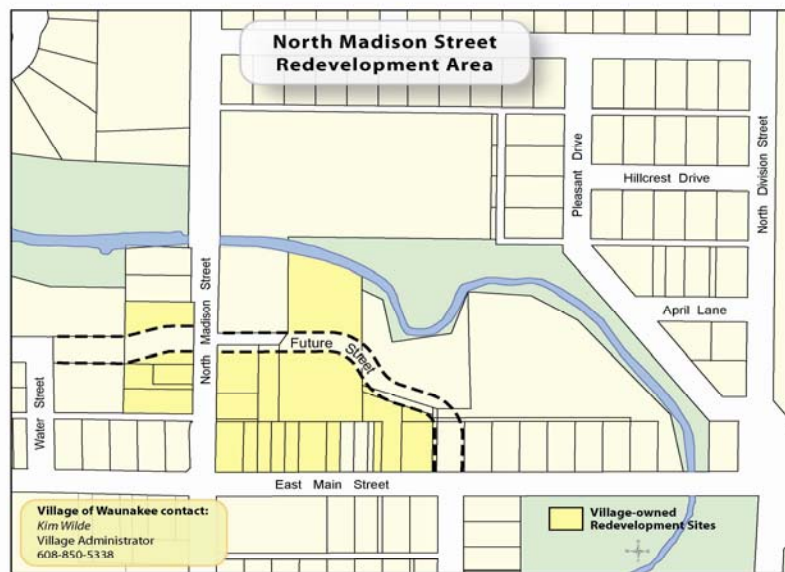 North Madison Street
Redevelopment Area
Pleasant Drive
Hillcrest Drive
North Division Street
April Lane
North Madison Street
Future
Street
Water Street
East Main Street
Village of Waunakee contact:
Kim Wilde
Village Administrator
608-850-5338
Village-owned
Redevelopment Sites